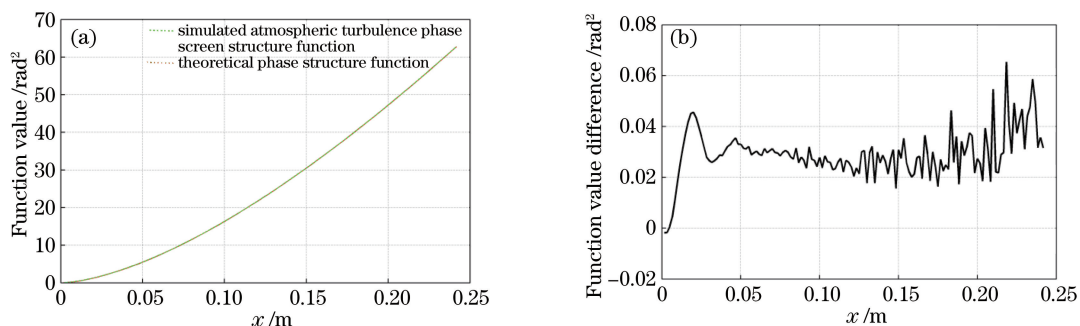 (a)
simulated atmospheric turbulence phase
screen structure function
theoretical phase structure function
Function value /rad²
70
60
50
40
30
20
10
0
0 0.05 0.10 0.15 0.20 0.25
x /m
(b)
Function value difference /rad²
0.08
0.06
0.04
0.02
0
−0.02
0 0.05 0.10 0.15 0.20 0.25
x /m